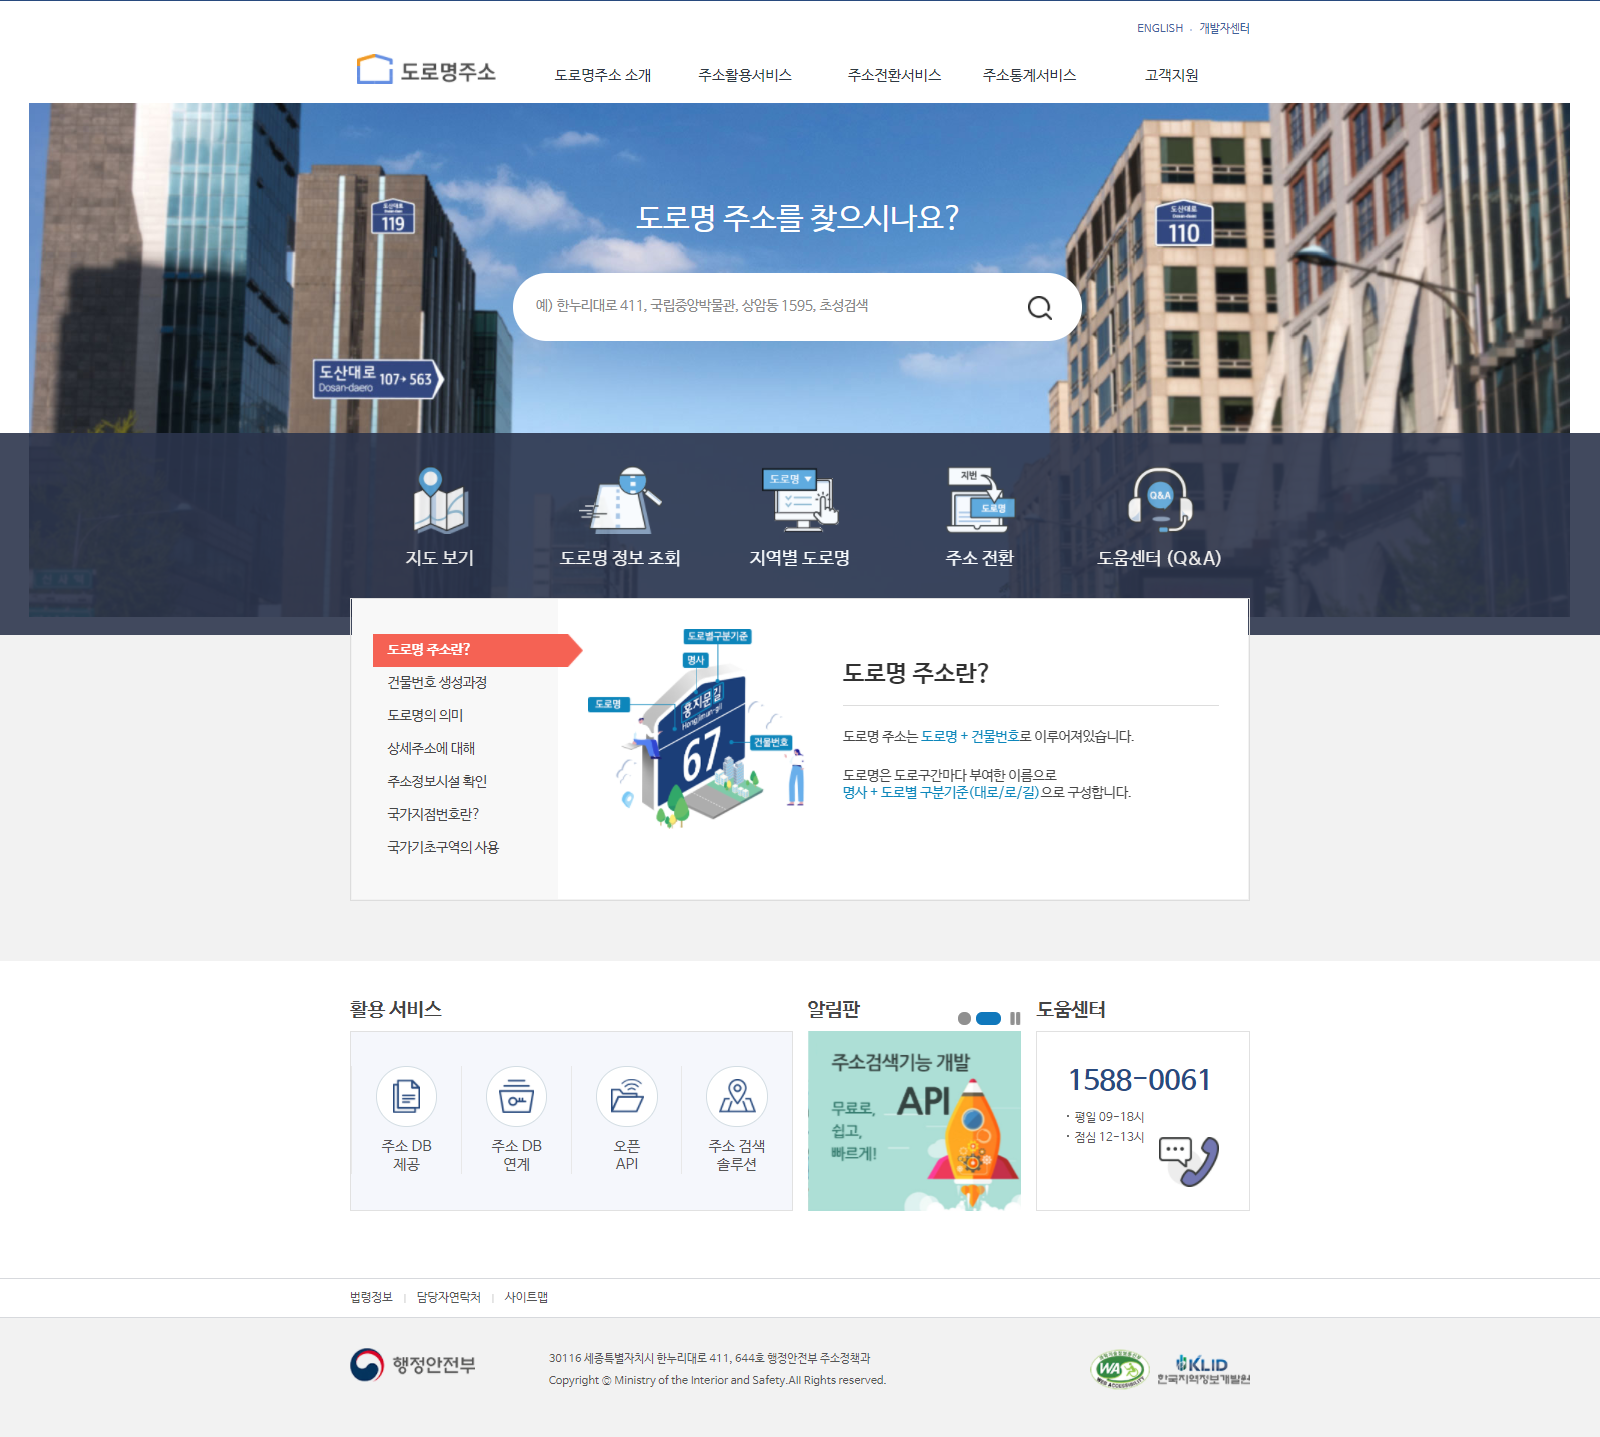 ENGLISH
개발자센터
도로명주소
도로명주소 소개
주소활용서비스
주소전환서비스
주소통계서비스
고객지원
도산대로
Dosan-daero
119
도산대로
Dosan-daero
110
도로명 주소를 찾으시나요?
예) 한누리대로 411, 국립중앙박물관, 상암동 1595, 초성검색
도산대로 107→563
Dosan-daero
도로명
지번
도로명
Q&A
지도 보기
도로명 정보 조회
지역별 도로명
주소 전환
도움센터 (Q&A)
도로명 주소란?
건물번호 생성과정
도로명의 의미
상세주소에 대해
주소정보시설 확인
국가지점번호란?
국가기초구역의 사용
도로별구분기준
명사
도로명
홍지문길
Hongjimun-gil
67
건물번호
도로명 주소란?
도로명 주소는 도로명 + 건물번호로 이루어져있습니다.
도로명은 도로구간마다 부여한 이름으로
명사 + 도로별 구분기준(대로/로/길)으로 구성합니다.
활용 서비스
주소 DB
제공
주소 DB
연계
오픈
API
주소 검색
솔루션
알림판
주소검색기능 개발
API
무료로,
쉽고,
빠르게!
도움센터
1588-0061
· 평일 09-18시
· 점심 12-13시
법령정보
담당자연락처
사이트맵
행정안전부
30116 세종특별자치시 한누리대로 411, 644호 행정안전부 주소정책과
Copyright © Ministry of the Interior and Safety.All Rights reserved.
WA
WEB ACCESSIBILITY
KLID
한국지역정보개발원